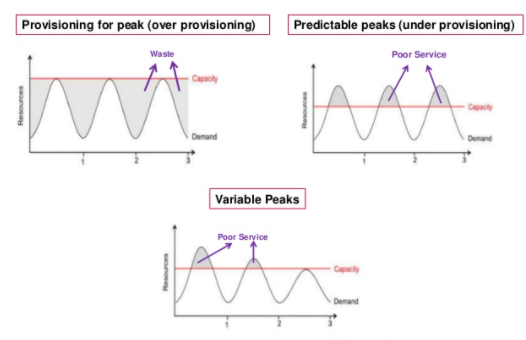 Provisioning for peak (over provisioning)
Waste
Capacity
Resources
Demand
1
2
3
Predictable peaks (under provisioning)
Poor Service
Capacity
Resources
Demand
1
2
3
Variable Peaks
Poor Service
Capacity
Resources
Demand
1
2
3